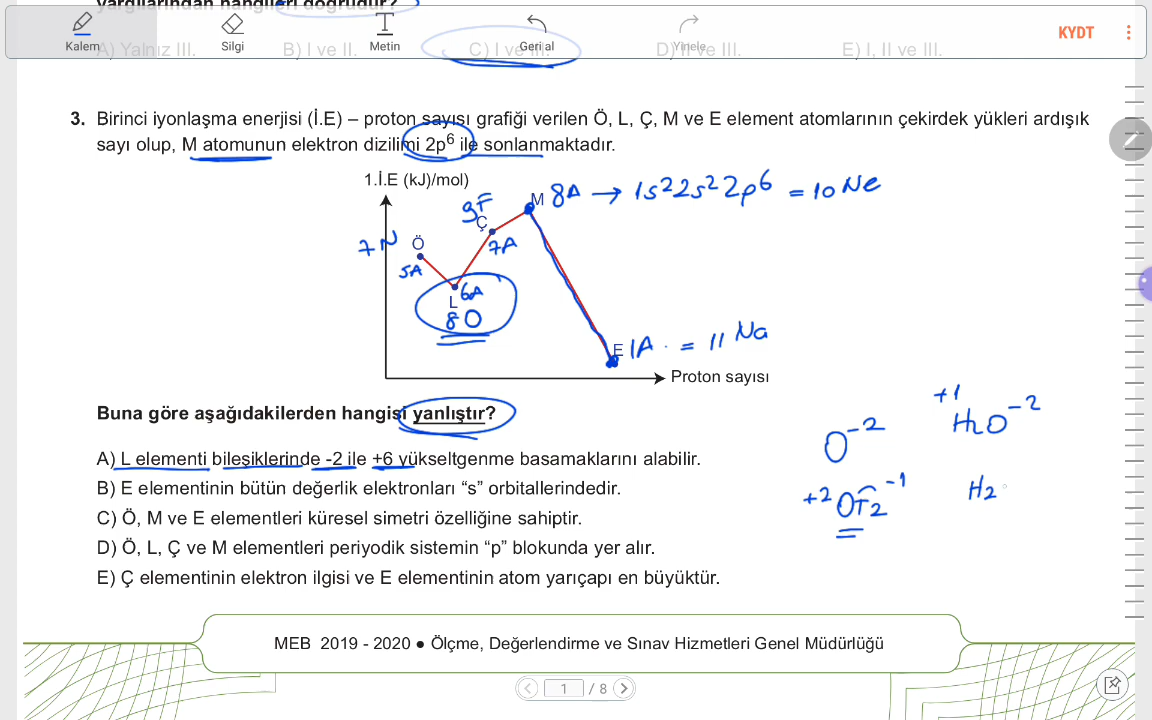 yargılarından hangileri doğrudur?
Kalem
Silgi
Metin
Geri al
Yinele
KYDT
A) Yalnız III. B) I ve II. C) I ve III. D) II ve III. E) I, II ve III.
3. Birinci iyonlaşma enerjisi (İ.E) – proton sayısı grafiği verilen Ö, L, Ç, M ve E element atomlarının çekirdek yükleri ardışık
sayı olup, M atomunun elektron dizilimi 2p⁶ ile sonlanmaktadır.
1.İ.E (kJ)/mol)
M 8A → 1s² 2s² 2p⁶ = 10 Ne
9F
Ç
7A
7N
Ö
5A
6A
L
8O
E 1A = 11 Na
Proton sayısı
Buna göre aşağıdakilerden hangisi yanlıştır?
+1
O⁻² H₂O⁻²
+2 OF₂ ⁻¹ H₂
A) L elementi bileşiklerinde -2 ile +6 yükseltgenme basamaklarını alabilir.
B) E elementinin bütün değerlik elektronları “s” orbitallerindedir.
C) Ö, M ve E elementleri küresel simetri özelliğine sahiptir.
D) Ö, L, Ç ve M elementleri periyodik sistemin “p” blokunda yer alır.
E) Ç elementinin elektron ilgisi ve E elementinin atom yarıçapı en büyüktür.
MEB 2019 - 2020 ● Ölçme, Değerlendirme ve Sınav Hizmetleri Genel Müdürlüğü
1 / 8